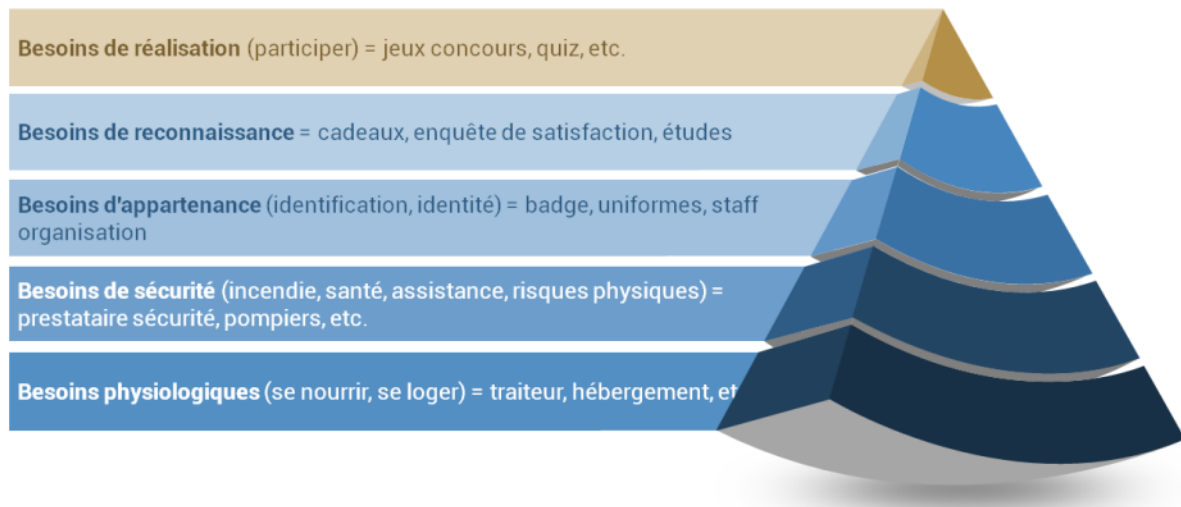 Besoins de réalisation (participer) = jeux concours, quiz, etc.
Besoins de reconnaissance = cadeaux, enquête de satisfaction, études
Besoins d'appartenance (identification, identité) = badge, uniformes, staff
organisation
Besoins de sécurité (incendie, santé, assistance, risques physiques) =
prestataire sécurité, pompiers, etc.
Besoins physiologiques (se nourrir, se loger) = traiteur, hébergement, et